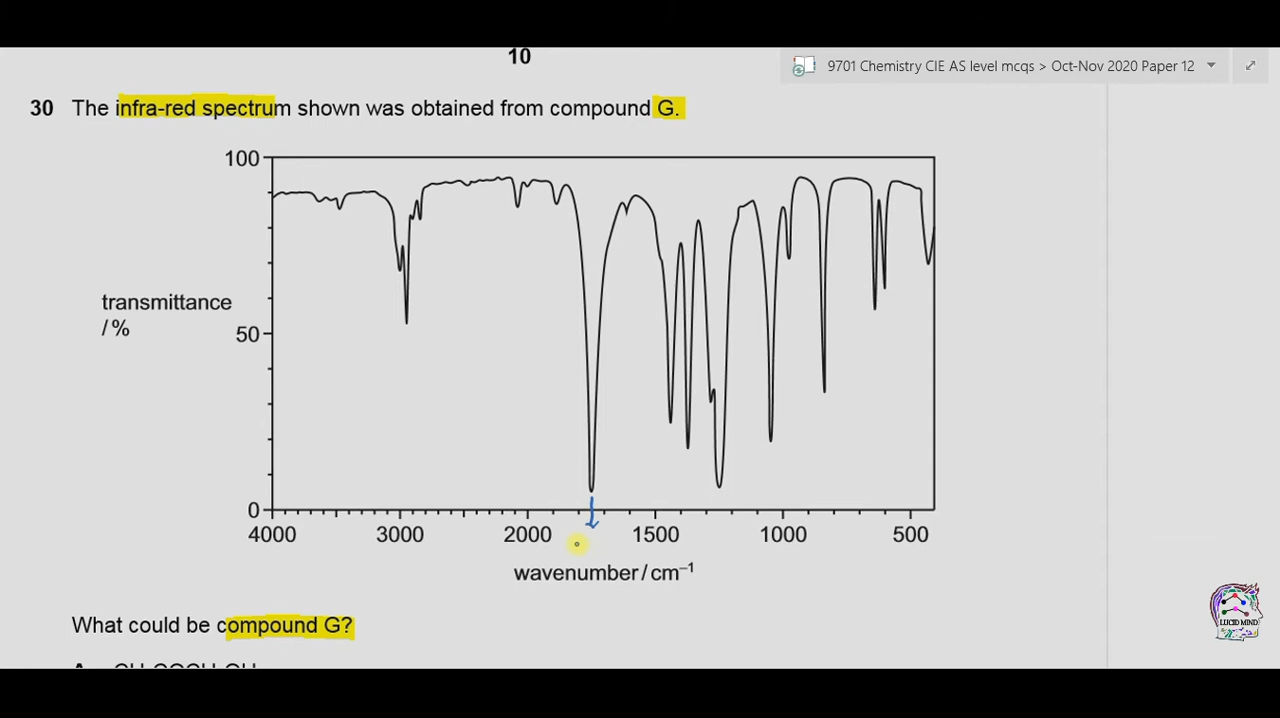 10
9701 Chemistry CIE AS level mcqs > Oct-Nov 2020 Paper 12
30 The infra-red spectrum shown was obtained from compound G.
100
transmittance
/ %
50
0
4000 3000 2000 1500 1000 500
wavenumber / cm⁻¹
What could be compound G?
LUCID MIND